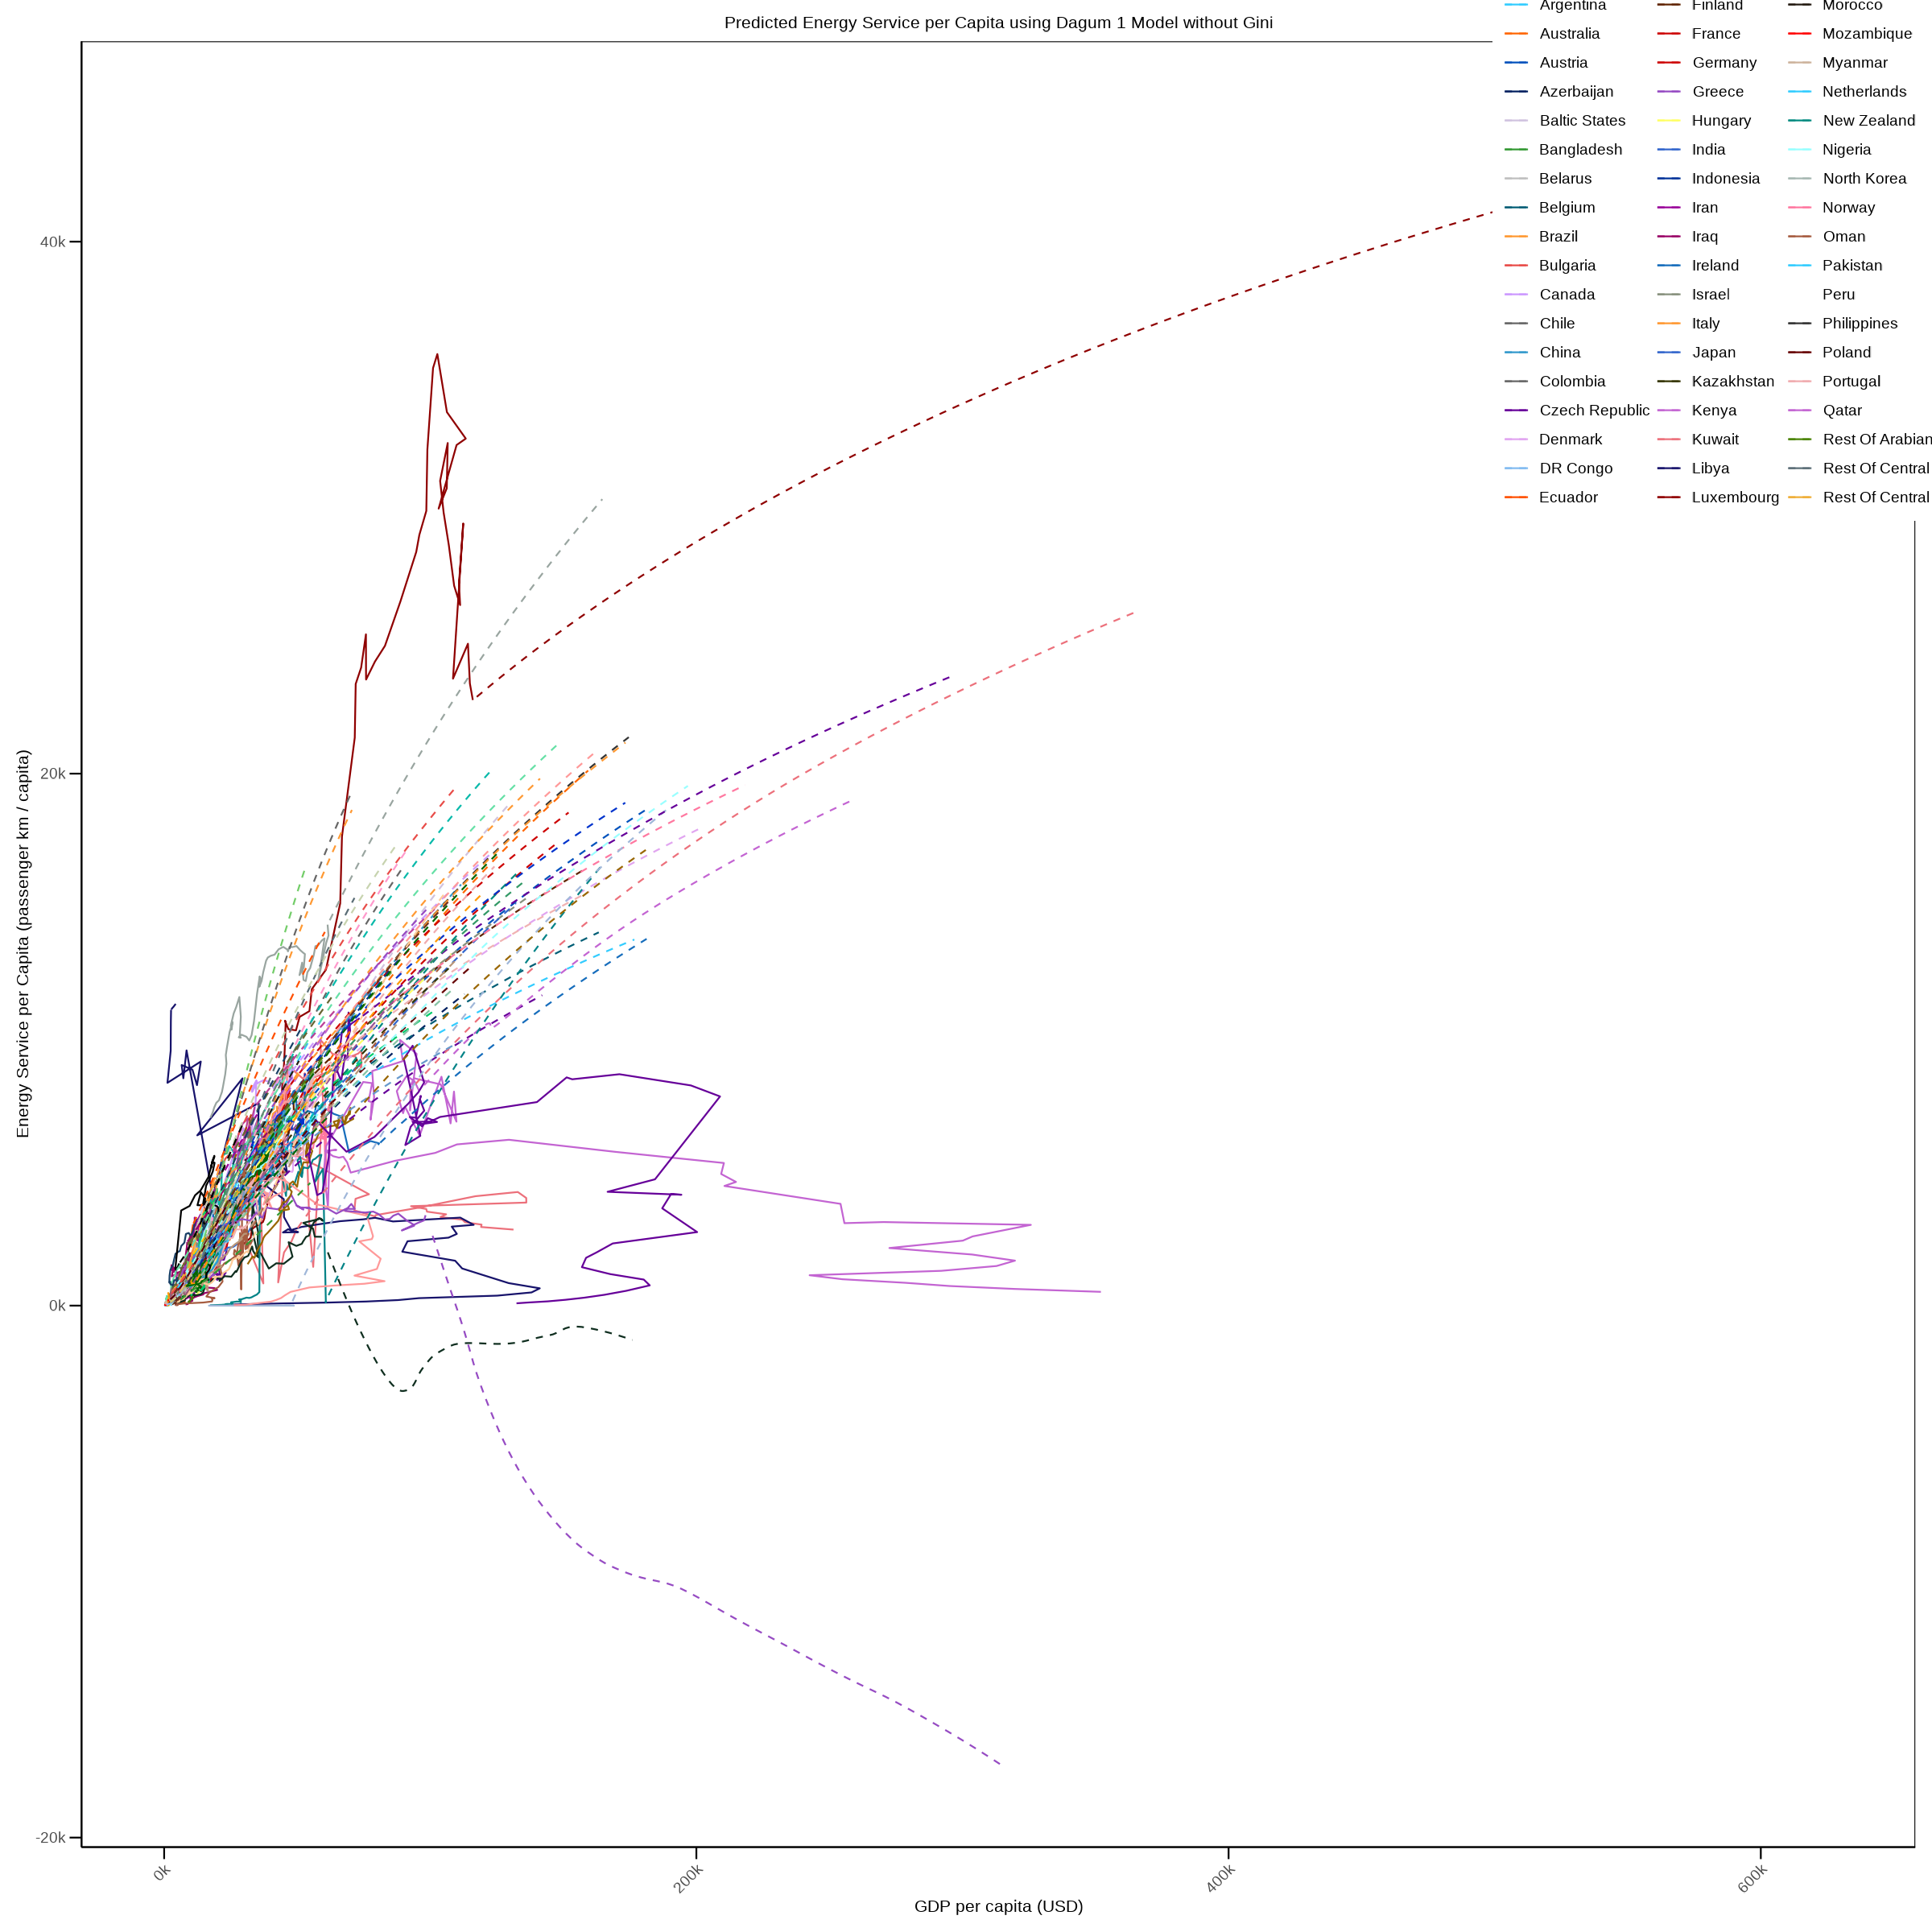 Predicted Energy Service per Capita using Dagum 1 Model without Gini
Argentina Finland Morocco
Australia France Mozambique
Austria Germany Myanmar
Azerbaijan Greece Netherlands
Baltic States Hungary New Zealand
Bangladesh India Nigeria
Belarus Indonesia North Korea
Belgium Iran Norway
Brazil Iraq Oman
Bulgaria Ireland Pakistan
Canada Israel Peru
Chile Italy Philippines
China Japan Poland
Colombia Kazakhstan Portugal
Czech Republic Kenya Qatar
Denmark Kuwait Rest Of Arabian
DR Congo Libya Rest Of Central
Ecuador Luxembourg Rest Of Central
Energy Service per Capita (passenger km / capita)
40k
20k
0k
-20k
0k 200k 400k 600k
GDP per capita (USD)